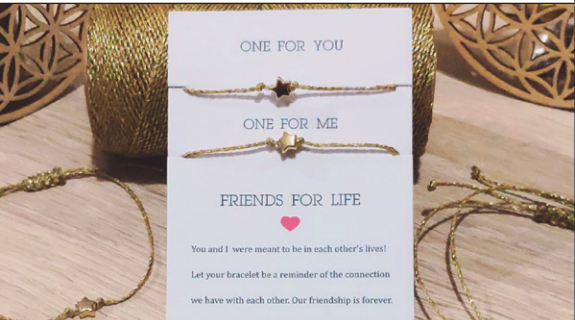 ONE FOR YOU
ONE FOR ME
FRIENDS FOR LIFE
You and I were meant to be in each other's lives!
Let your bracelet be a reminder of the connection
we have with each other. Our friendship is forever.